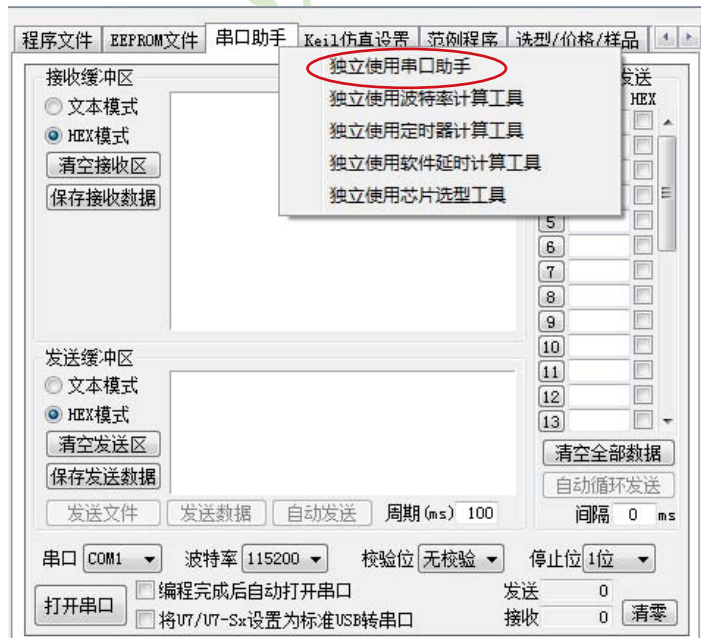 程序文件 EEPROM文件 串口助手 Keil仿真设置 范例程序 选型/价格/样品
独立使用串口助手
独立使用波特率计算工具
独立使用定时器计算工具
独立使用软件延时计算工具
独立使用芯片选型工具
接收缓冲区
文本模式
HEX模式
清空接收区
保存接收数据
发送
HEX
5
6
7
8
9
10
11
12
13
清空全部数据
自动循环发送
间隔 0 ms
发送缓冲区
文本模式
HEX模式
清空发送区
保存发送数据
发送文件 发送数据 自动发送 周期(ms) 100
串口 COM1 波特率 115200 校验位 无校验 停止位 1位
打开串口
编程完成后自动打开串口
将U7/U7-Sx设置为标准USB转串口
发送 0
接收 0
清零